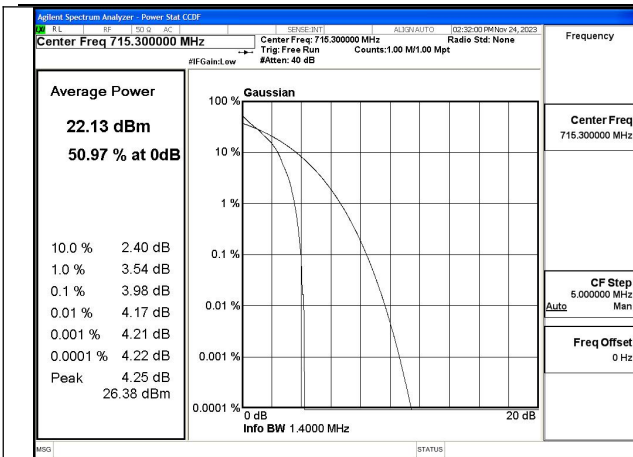 Agilent Spectrum Analyzer - Power Stat CCDF
RL RF 50 Ω AC SENSE:INT ALIGN AUTO 02:32:00 PM Nov 24, 2023
Center Freq 715.300000 MHz
Center Freq: 715.300000 MHz Radio Std: None
Trig: Free Run Counts:1.00 M/1.00 Mpt
#IFGain:Low #Atten: 40 dB
Frequency
Average Power
22.13 dBm
50.97 % at 0dB
10.0 % 2.40 dB
1.0 % 3.54 dB
0.1 % 3.98 dB
0.01 % 4.17 dB
0.001 % 4.21 dB
0.0001 % 4.22 dB
Peak 4.25 dB
26.38 dBm
Gaussian
100 %
10 %
1 %
0.1 %
0.01 %
0.001 %
0.0001 %
0 dB 20 dB
Info BW 1.4000 MHz
Center Freq
715.300000 MHz
CF Step
5.000000 MHz
Auto Man
Freq Offset
0 Hz
MSG STATUS